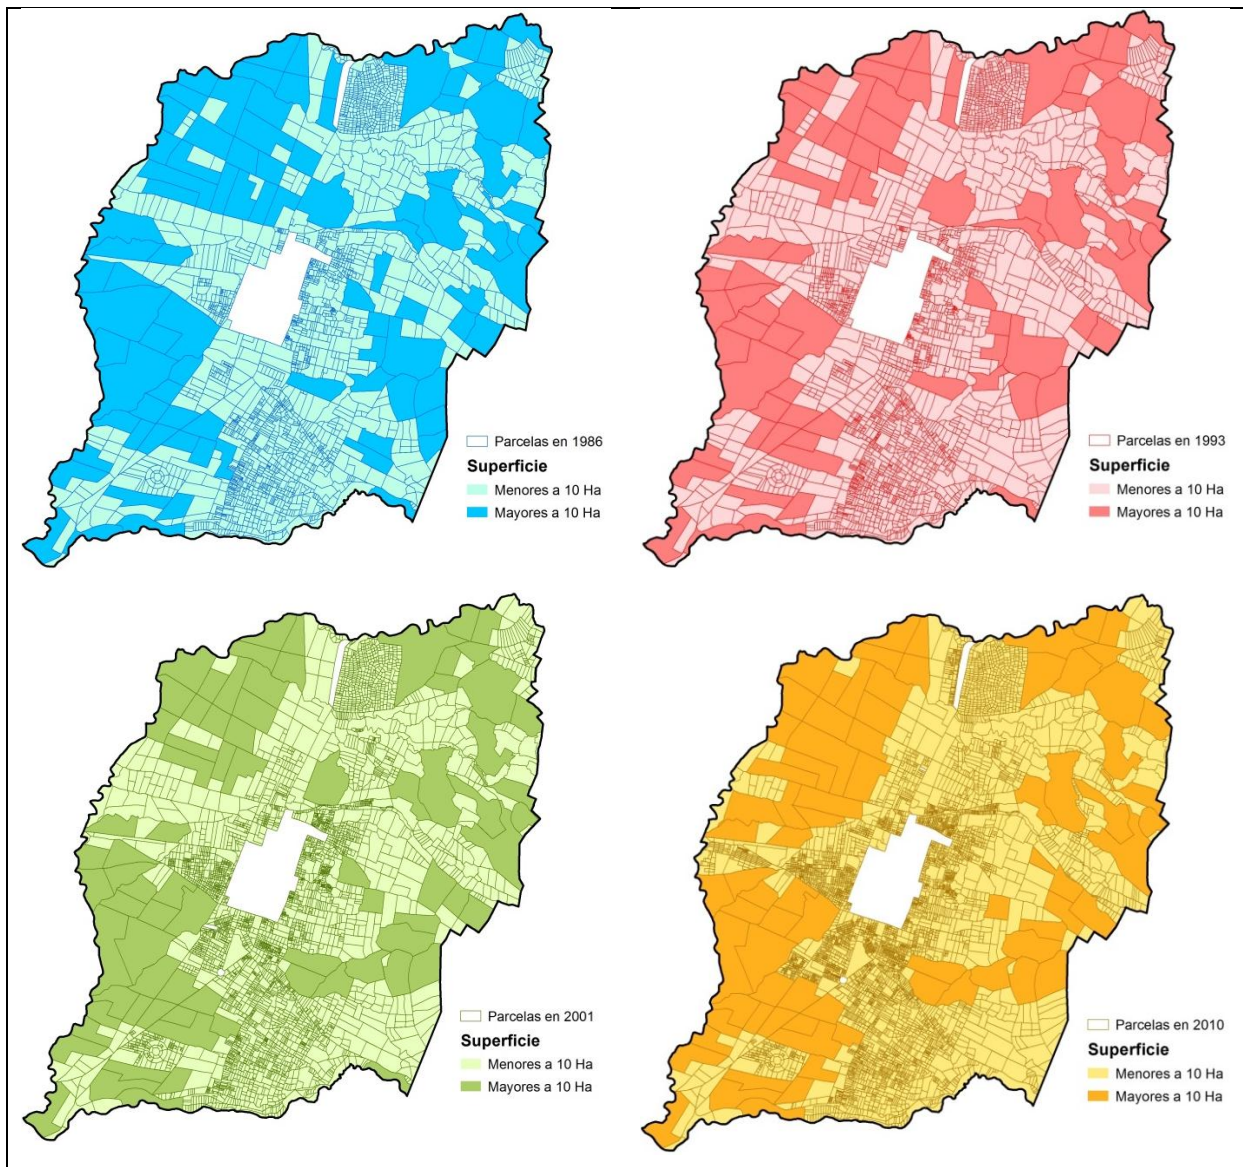 Parcelas en 1986
Superficie
Menores a 10 Ha
Mayores a 10 Ha
Parcelas en 1993
Superficie
Menores a 10 Ha
Mayores a 10 Ha
Parcelas en 2001
Superficie
Menores a 10 Ha
Mayores a 10 Ha
Parcelas en 2010
Superficie
Menores a 10 Ha
Mayores a 10 Ha